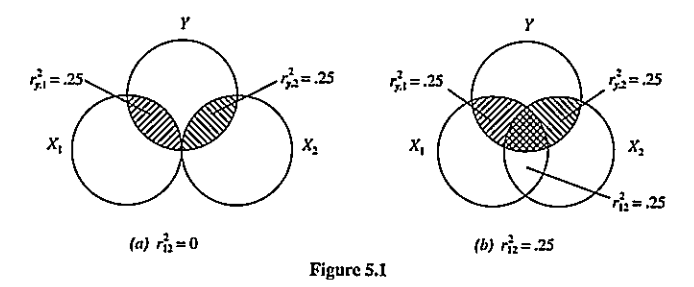 Y
r²y.1 = .25
r²y.2 = .25
X₁
X₂
(a) r²12 = 0
Y
r²y.1 = .25
r²y.2 = .25
X₁
X₂
r²12 = .25
(b) r²12 = .25
Figure 5.1